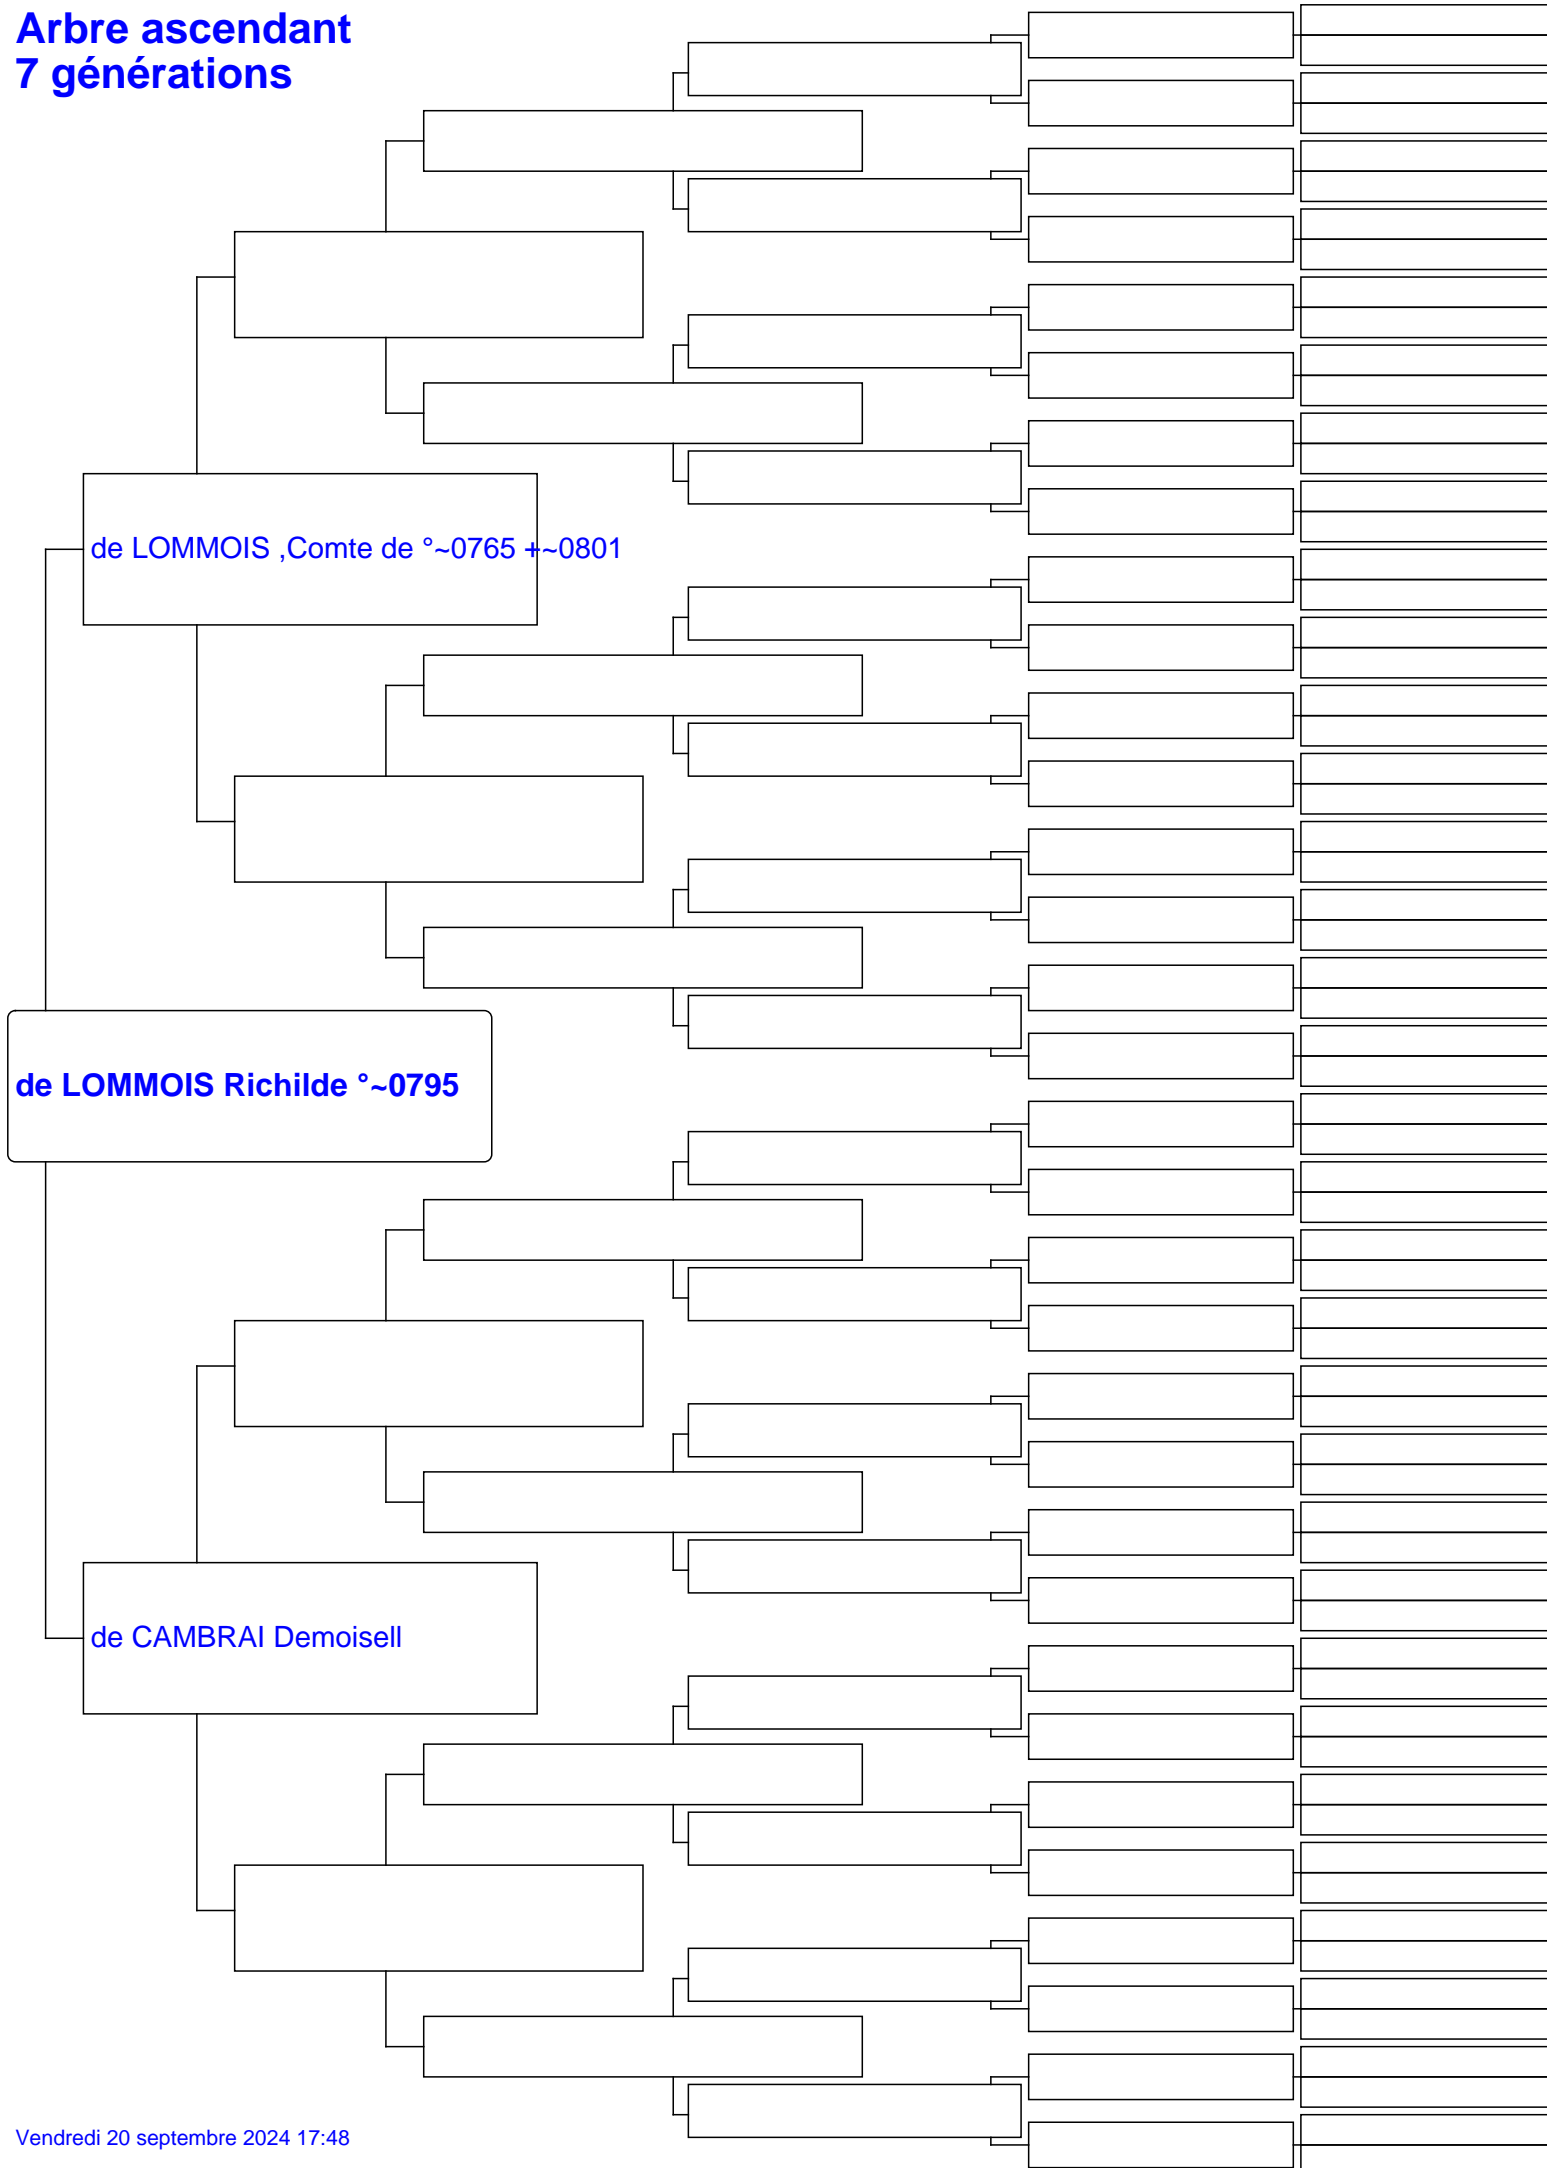 Arbre ascendant
7 générations
de LOMMOIS ,Comte de °~0765 +~0801
de LOMMOIS Richilde °~0795
de CAMBRAI Demoisell
Vendredi 20 septembre 2024 17:48